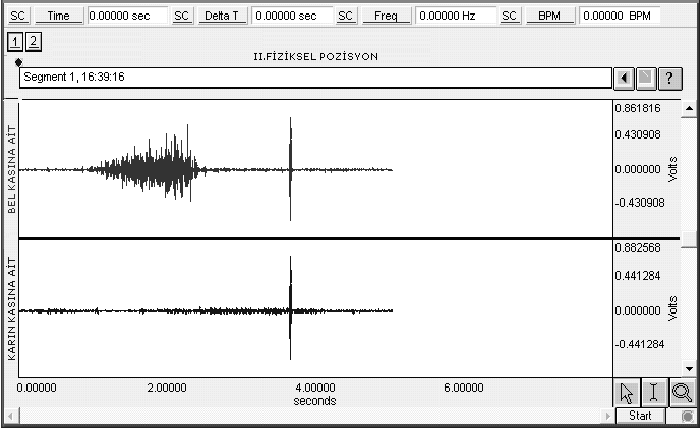 SC Time 0.00000 sec SC Delta T 0.00000 sec SC Freq 0.00000 Hz SC BPM 0.00000 BPM
1 2
II.FİZİKSEL POZİSYON
Segment 1, 16:39:16
?
BEL KASINA AİT
0.861816
0.430908
0.000000
-0.430908
Volts
KARIN KASINA AİT
0.882568
0.441284
0.000000
-0.441284
Volts
0.00000 2.00000 4.00000 6.00000
seconds
Start